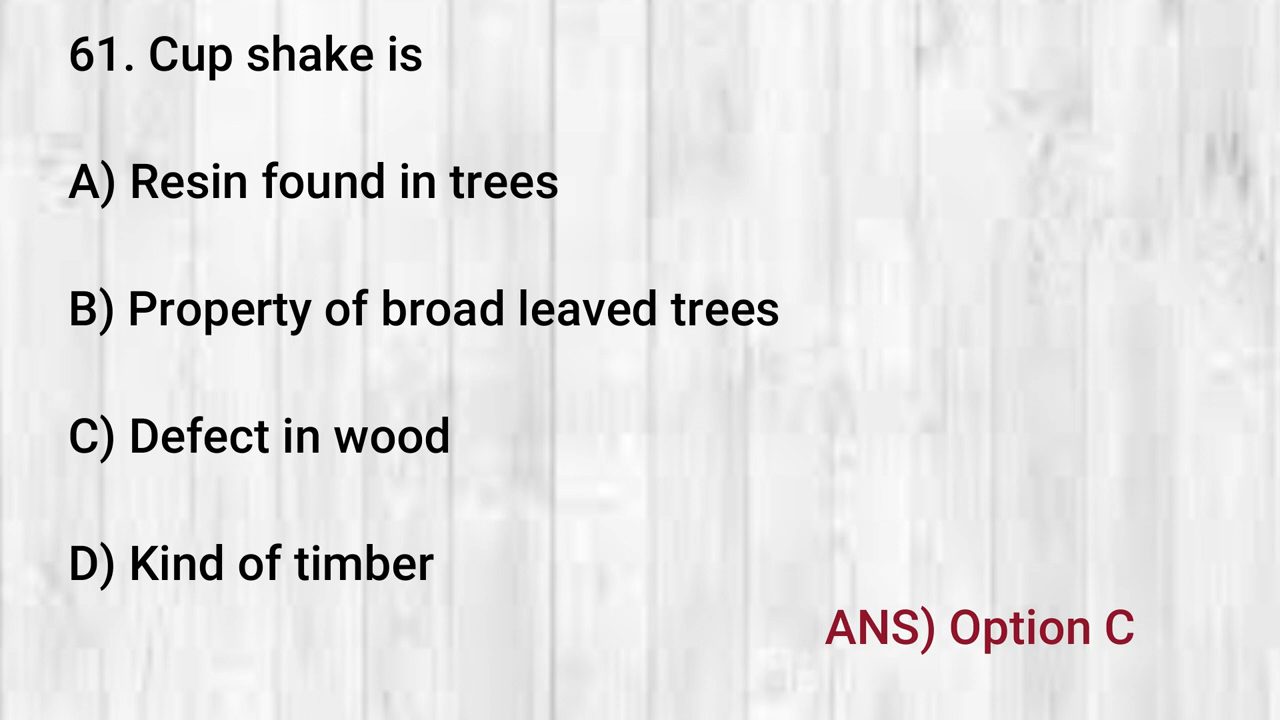 61. Cup shake is
A) Resin found in trees
B) Property of broad leaved trees
C) Defect in wood
D) Kind of timber
ANS) Option C